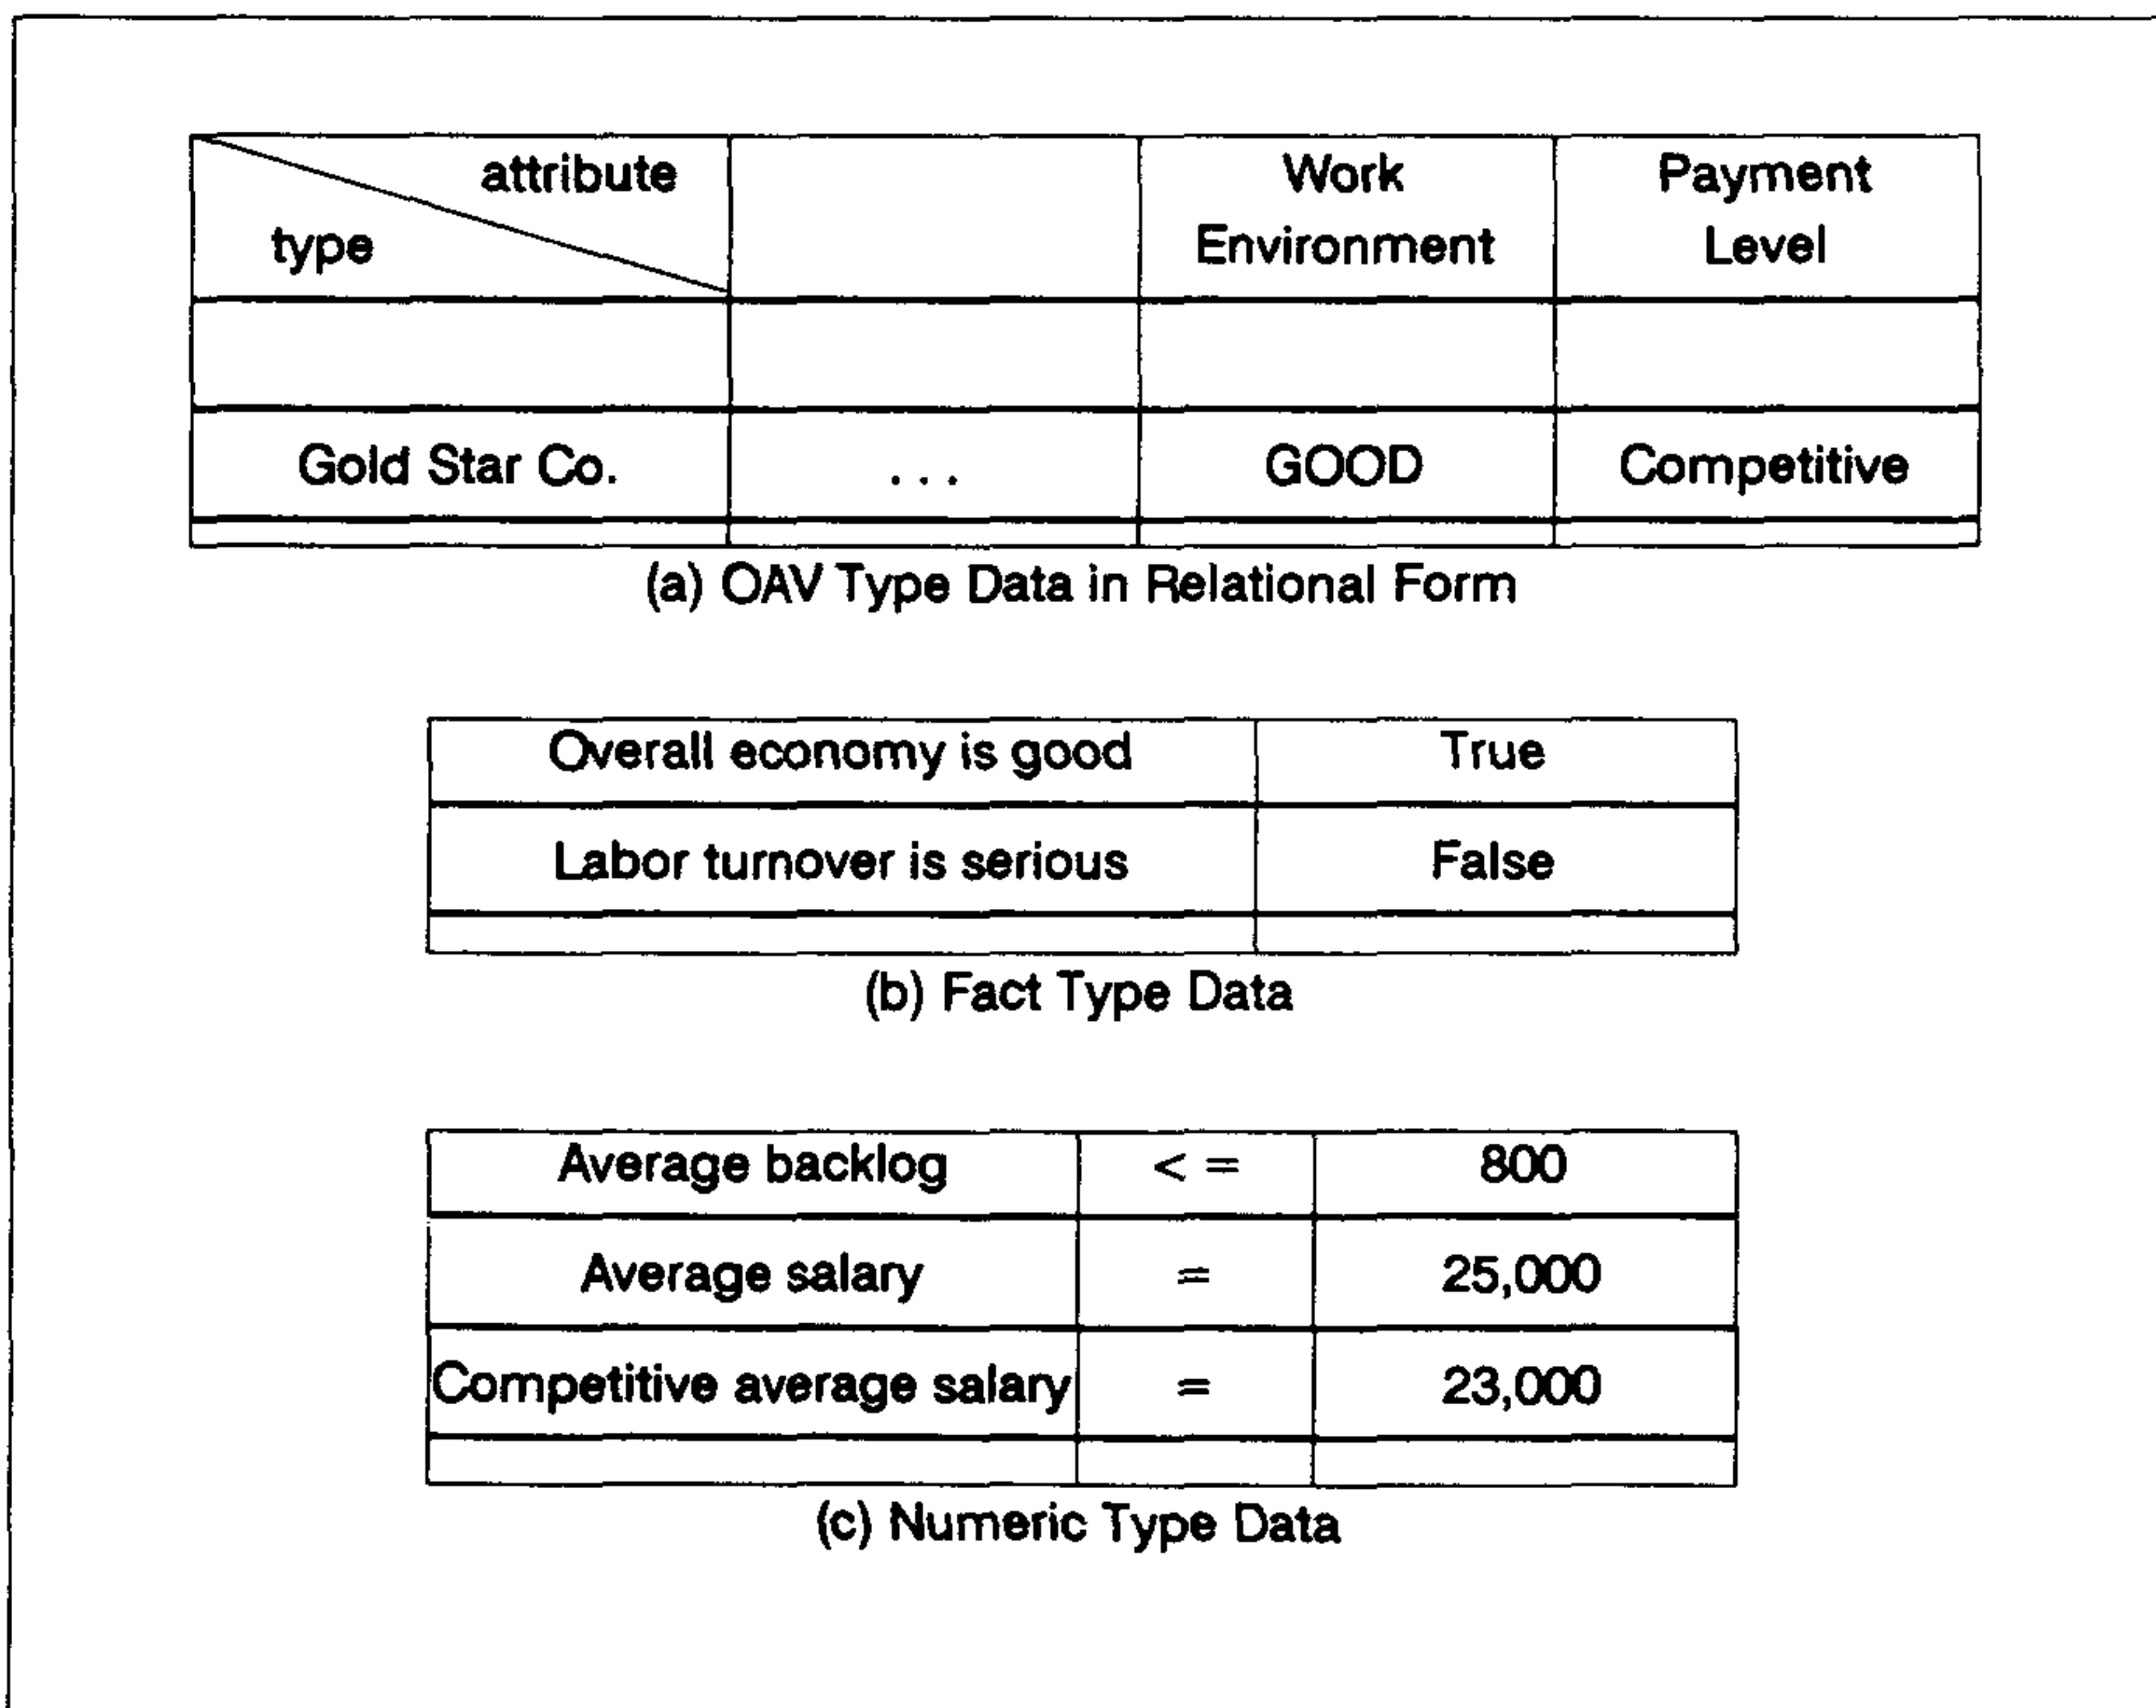 attribute
type
Work
Environment
Payment
Level
Gold Star Co.
...
GOOD
Competitive
(a) OAV Type Data in Relational Form
Overall economy is good
True
Labor turnover is serious
False
(b) Fact Type Data
Average backlog
< =
800
Average salary
=
25,000
Competitive average salary
=
23,000
(c) Numeric Type Data